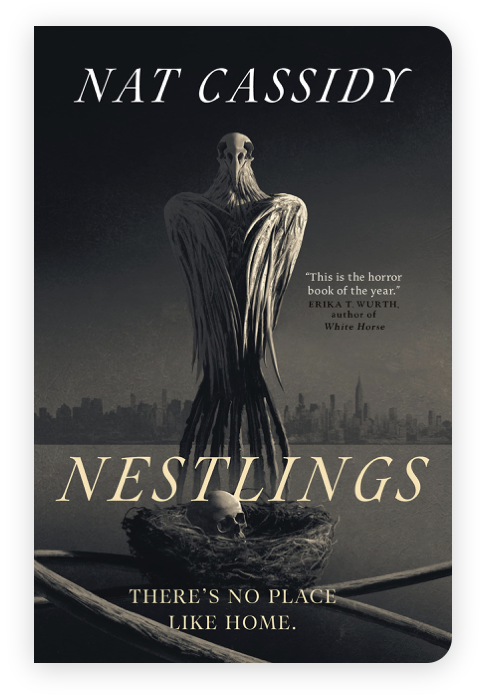 NAT CASSIDY
“This is the horror
book of the year.”
ERIKA T. WURTH,
author of
White Horse
NESTLINGS
THERE’S NO PLACE
LIKE HOME.